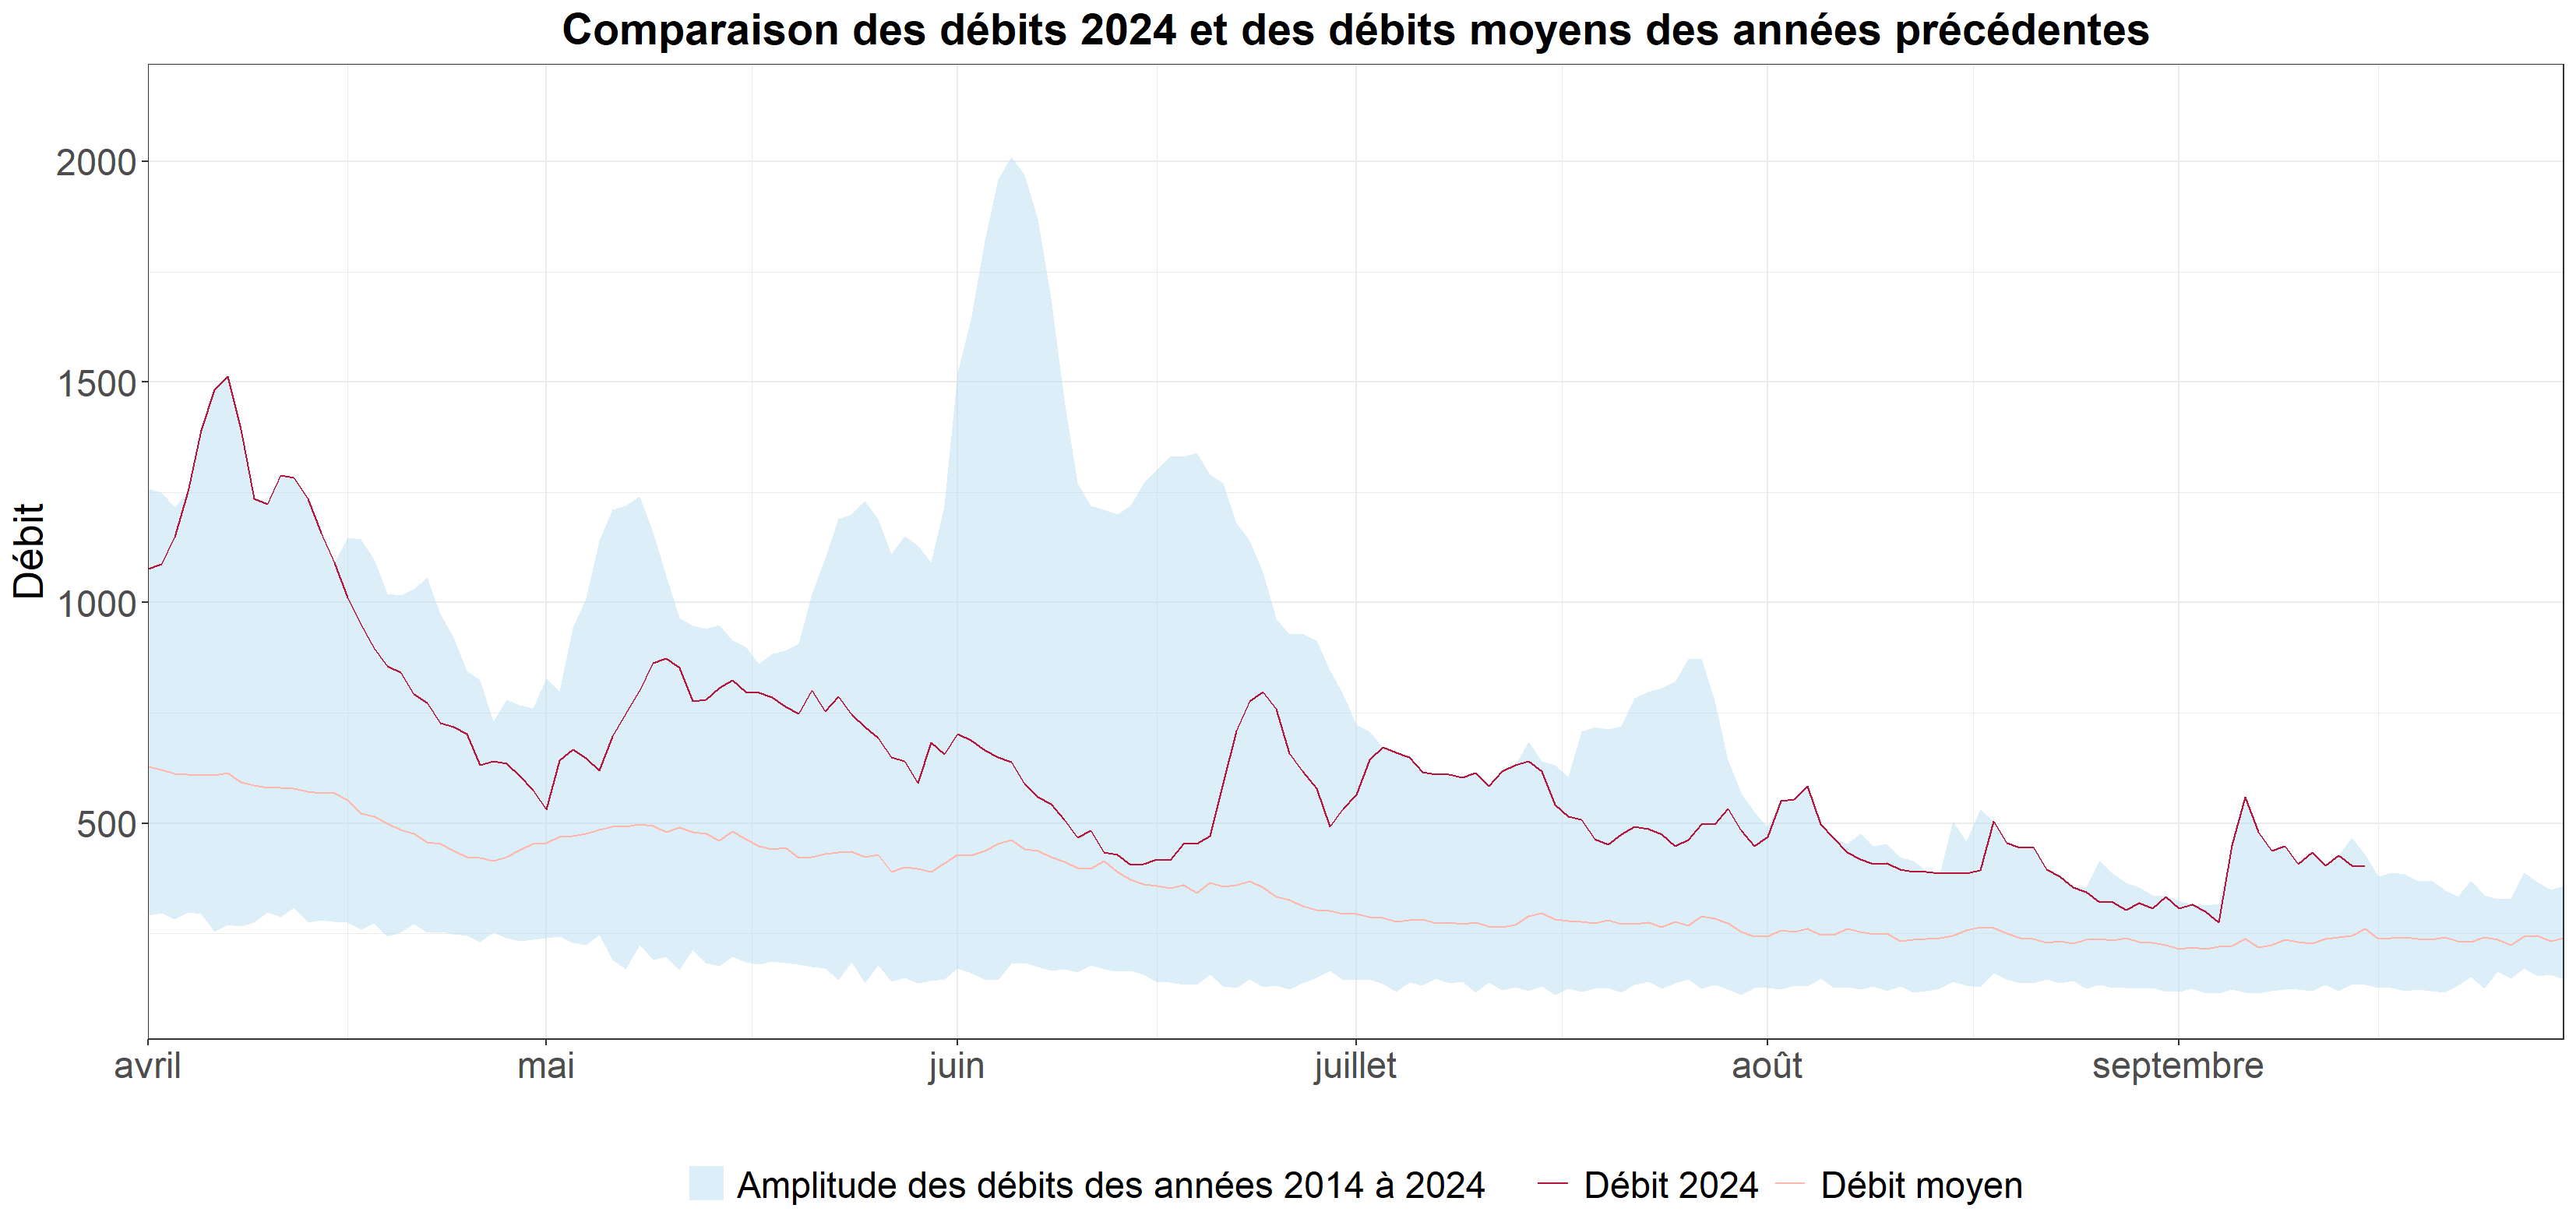 Comparaison des débits 2024 et des débits moyens des années précédentes
Débit
2000
1500
1000
500
avril mai juin juillet août septembre
Amplitude des débits des années 2014 à 2024 Débit 2024 Débit moyen